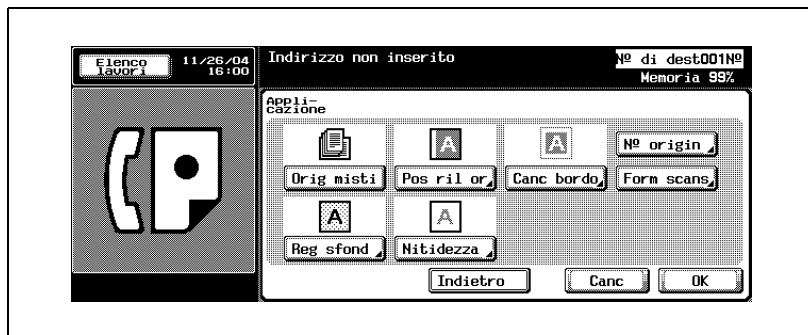 Elenco
lavori
11/26/04
16:00
Indirizzo non inserito
Nº di dest001Nº
Memoria 99%
Appli-
cazione
Orig misti
Pos ril or
Canc bordo
Nº origin
Form scans
Reg sfond
Nitidezza
Indietro
Canc
OK